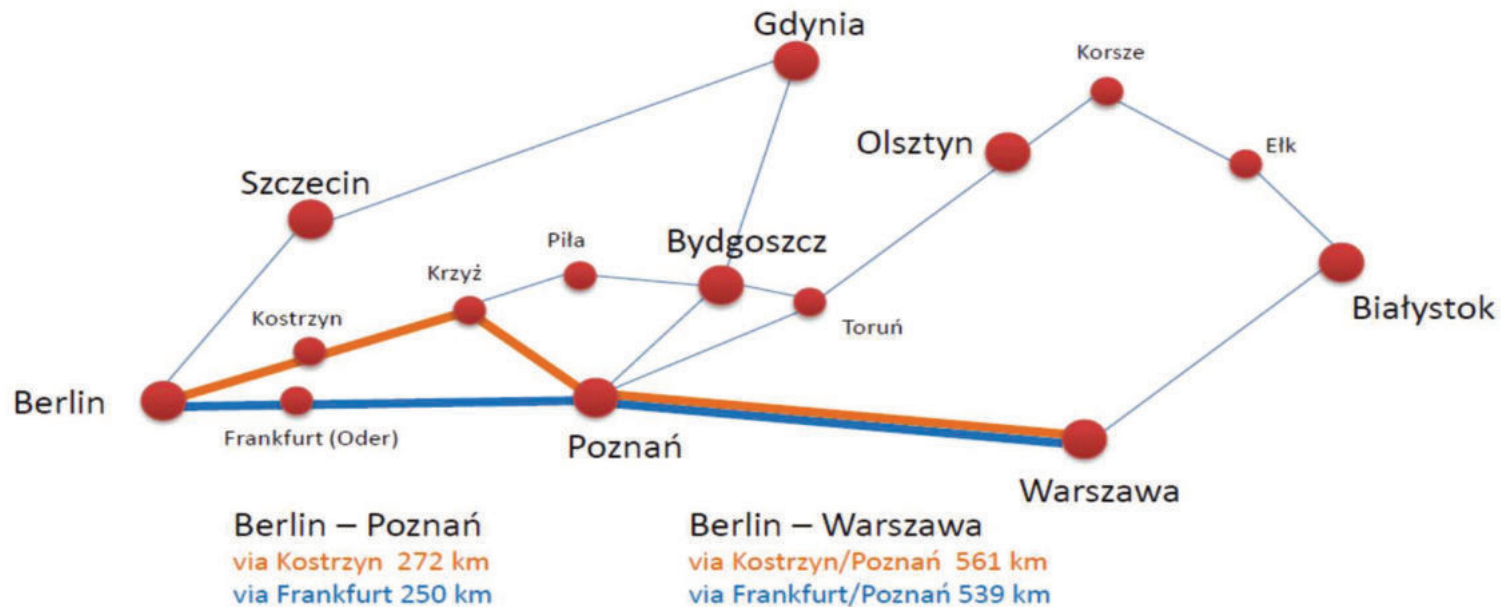 Gdynia
Korsze
Olsztyn
Ełk
Szczecin
Piła
Bydgoszcz
Krzyż
Kostrzyn
Toruń
Białystok
Berlin
Frankfurt (Oder)
Poznań
Warszawa
Berlin – Poznań
via Kostrzyn 272 km
via Frankfurt 250 km
Berlin – Warszawa
via Kostrzyn/Poznań 561 km
via Frankfurt/Poznań 539 km